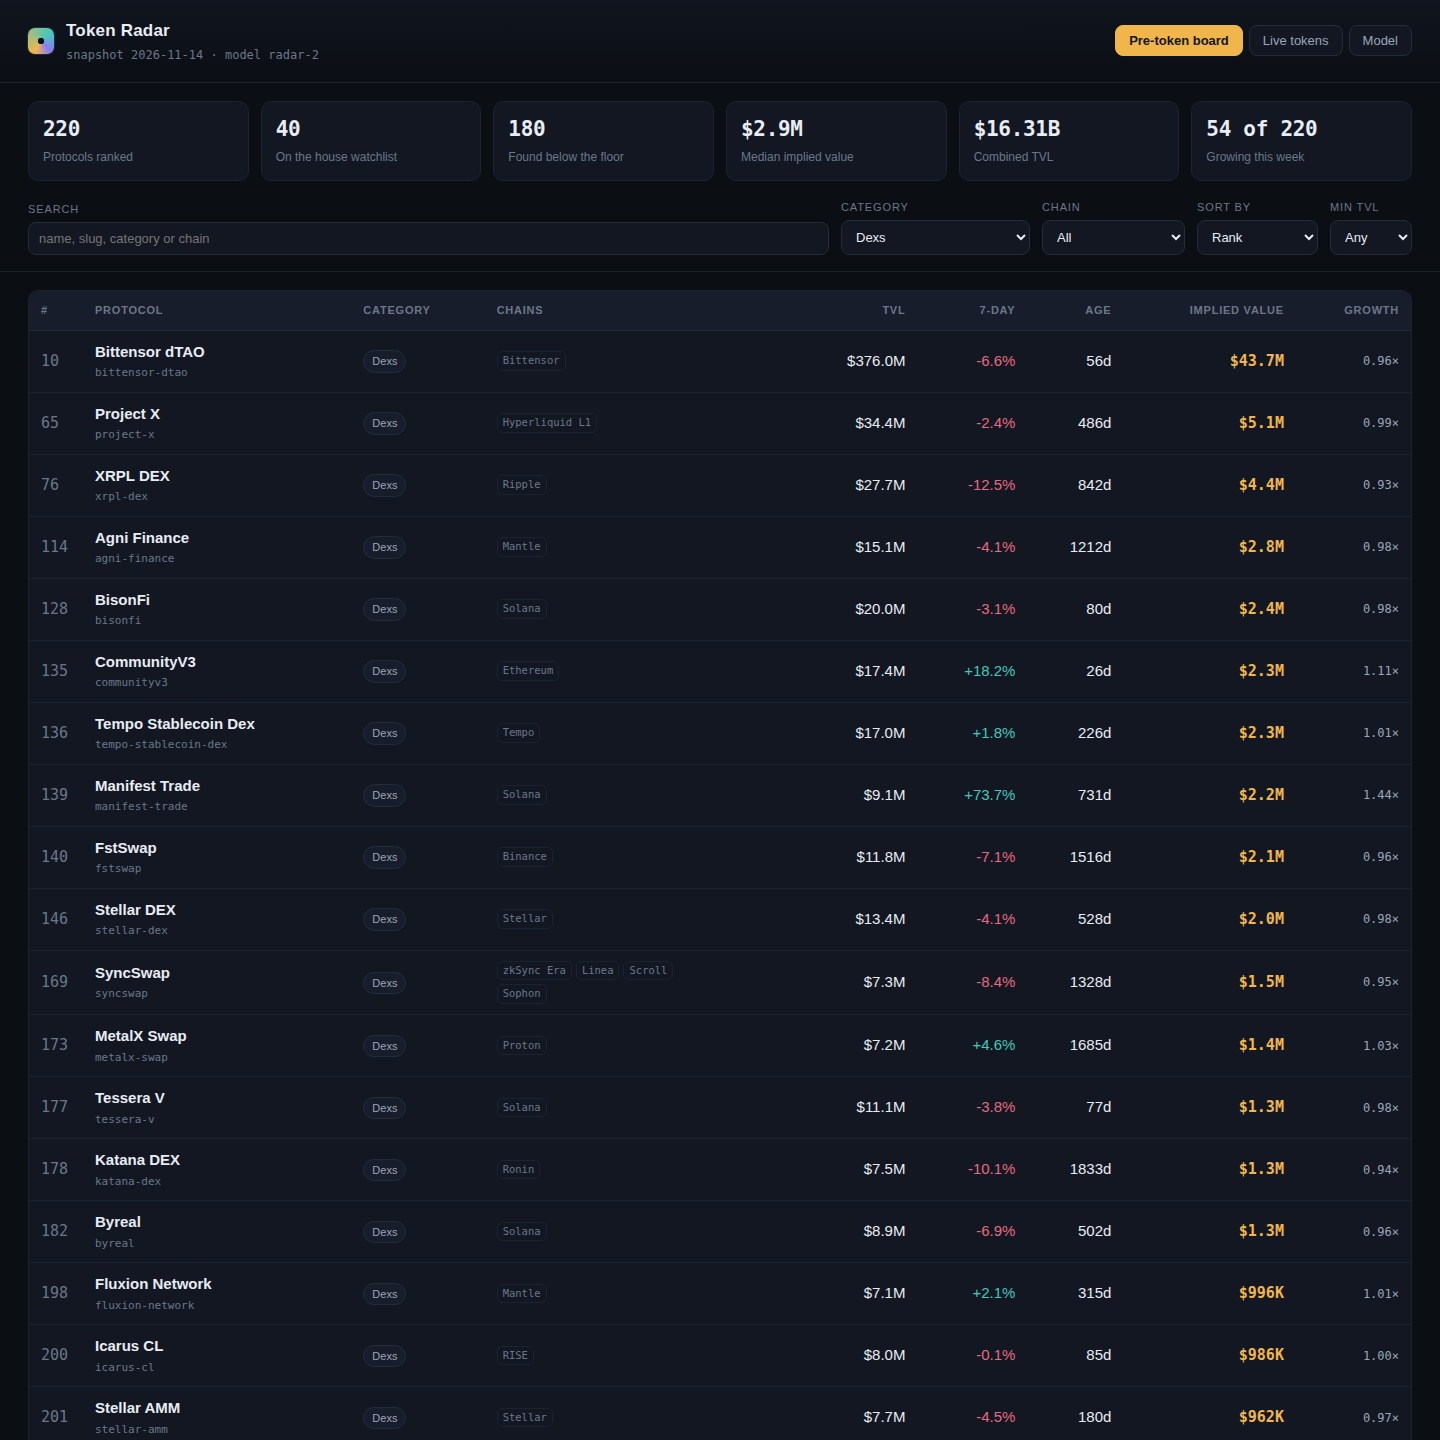 Token Radar
snapshot 2026-11-14 · model radar-2
Pre-token board Live tokens Model
220 40 180 $2.9M $16.31B 54 of 220
Protocols ranked On the house watchlist Found below the floor Median implied value Combined TVL Growing this week
SEARCH CATEGORY CHAIN SORT BY MIN TVL
name, slug, category or chain Dexs All Rank Any
# PROTOCOL CATEGORY CHAINS TVL 7-DAY AGE IMPLIED VALUE GROWTH
10 Bittensor dTAO Dexs Bittensor $376.0M -6.6% 56d $43.7M 0.96×
bittensor-dtao
65 Project X Dexs Hyperliquid L1 $34.4M -2.4% 486d $5.1M 0.99×
project-x
76 XRPL DEX Dexs Ripple $27.7M -12.5% 842d $4.4M 0.93×
xrpl-dex
114 Agni Finance Dexs Mantle $15.1M -4.1% 1212d $2.8M 0.98×
agni-finance
128 BisonFi Dexs Solana $20.0M -3.1% 80d $2.4M 0.98×
bisonfi
135 CommunityV3 Dexs Ethereum $17.4M +18.2% 26d $2.3M 1.11×
communityv3
136 Tempo Stablecoin Dex Dexs Tempo $17.0M +1.8% 226d $2.3M 1.01×
tempo-stablecoin-dex
139 Manifest Trade Dexs Solana $9.1M +73.7% 731d $2.2M 1.44×
manifest-trade
140 FstSwap Dexs Binance $11.8M -7.1% 1516d $2.1M 0.96×
fstswap
146 Stellar DEX Dexs Stellar $13.4M -4.1% 528d $2.0M 0.98×
stellar-dex
169 SyncSwap Dexs zkSync Era Linea Scroll $7.3M -8.4% 1328d $1.5M 0.95×
syncswap Sophon
173 MetalX Swap Dexs Proton $7.2M +4.6% 1685d $1.4M 1.03×
metalx-swap
177 Tessera V Dexs Solana $11.1M -3.8% 77d $1.3M 0.98×
tessera-v
178 Katana DEX Dexs Ronin $7.5M -10.1% 1833d $1.3M 0.94×
katana-dex
182 Byreal Dexs Solana $8.9M -6.9% 502d $1.3M 0.96×
byreal
198 Fluxion Network Dexs Mantle $7.1M +2.1% 315d $996K 1.01×
fluxion-network
200 Icarus CL Dexs RISE $8.0M -0.1% 85d $986K 1.00×
icarus-cl
201 Stellar AMM Dexs Stellar $7.7M -4.5% 180d $962K 0.97×
stellar-amm